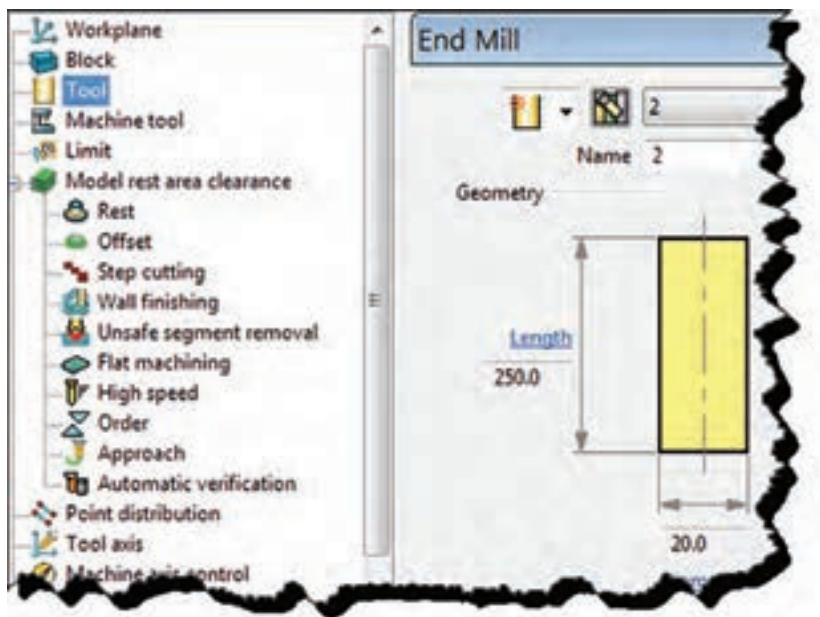 Workplane
Block
Tool
Machine tool
Limit
Model rest area clearance
Rest
Offset
Step cutting
Wall finishing
Unsafe segment removal
Flat machining
High speed
Order
Approach
Automatic verification
Point distribution
Tool axis
Machine axis control
End Mill
2
Name 2
Geometry
Length
250.0
20.0